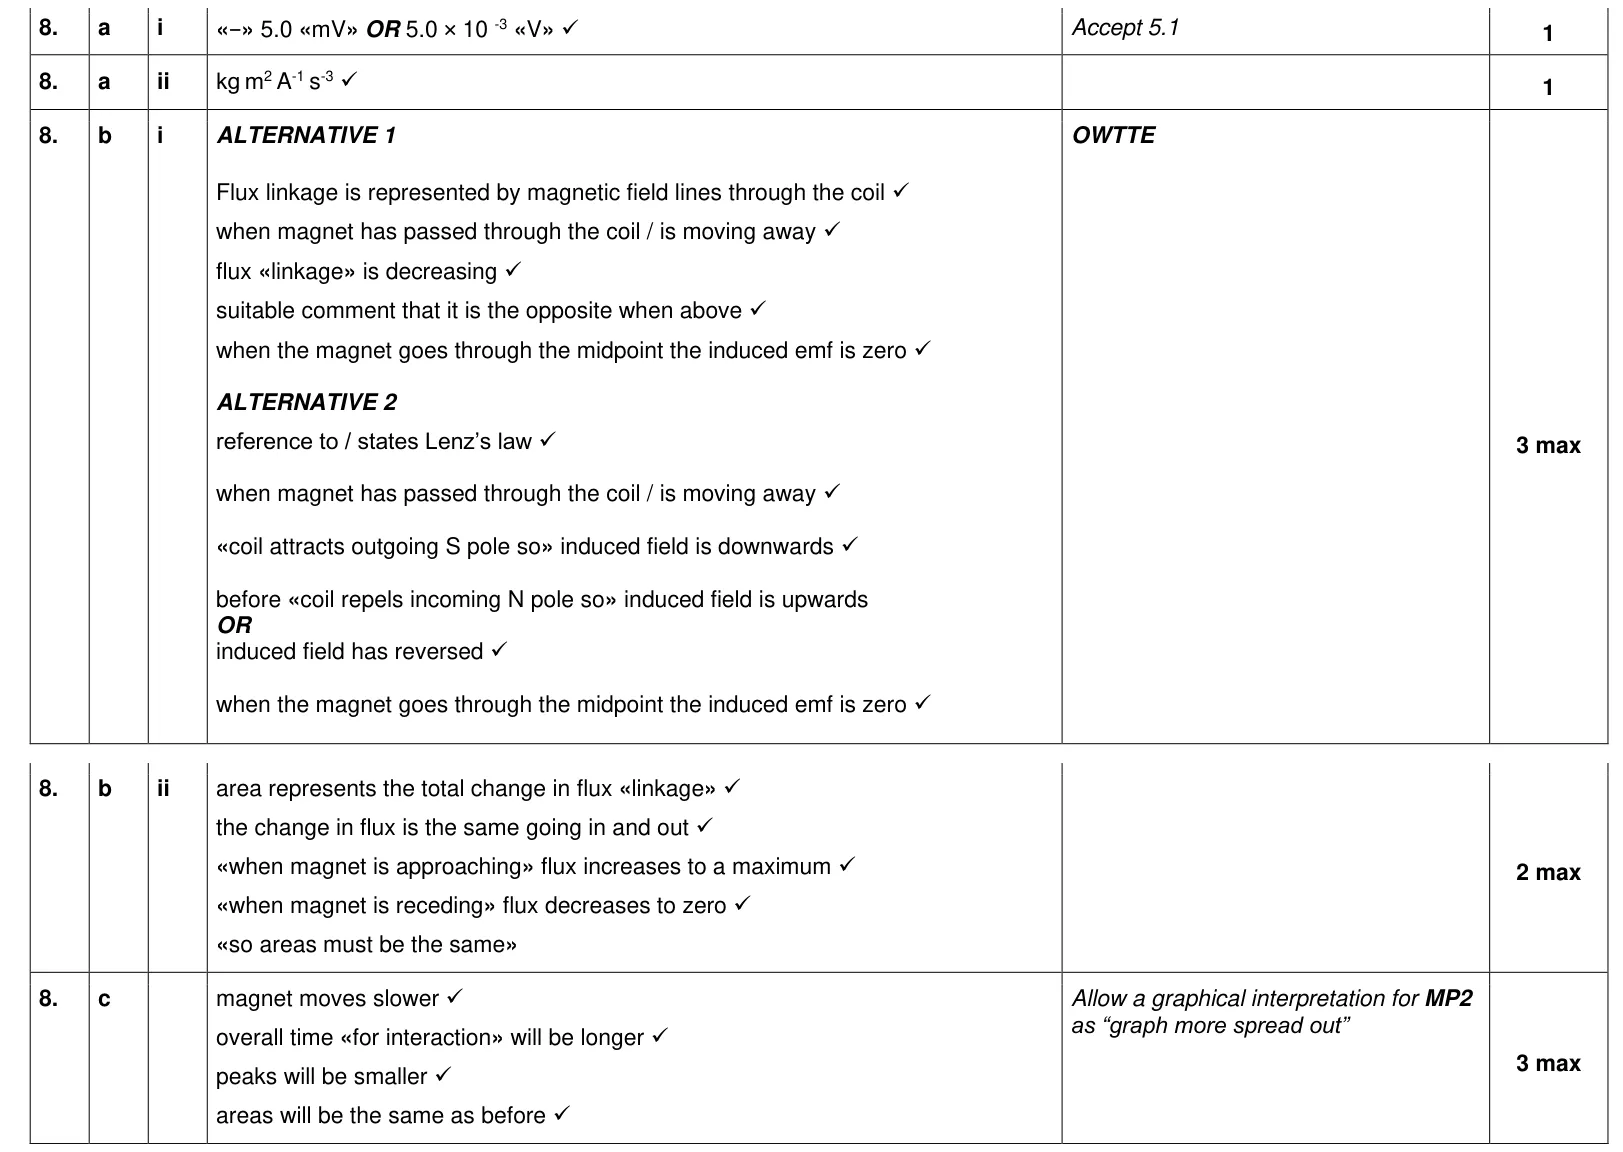 8. a i «–» 5.0 «mV» OR 5.0 × 10 -3 «V» ✓ Accept 5.1 1
8. a ii kg m2 A-1 s-3 ✓ 1
8. b i ALTERNATIVE 1 OWTTE
Flux linkage is represented by magnetic field lines through the coil ✓
when magnet has passed through the coil / is moving away ✓
flux «linkage» is decreasing ✓
suitable comment that it is the opposite when above ✓
when the magnet goes through the midpoint the induced emf is zero ✓
ALTERNATIVE 2
reference to / states Lenz’s law ✓
3 max
when magnet has passed through the coil / is moving away ✓
«coil attracts outgoing S pole so» induced field is downwards ✓
before «coil repels incoming N pole so» induced field is upwards
OR
induced field has reversed ✓
when the magnet goes through the midpoint the induced emf is zero ✓
8. b ii area represents the total change in flux «linkage» ✓
the change in flux is the same going in and out ✓
«when magnet is approaching» flux increases to a maximum ✓
2 max
«when magnet is receding» flux decreases to zero ✓
«so areas must be the same»
8. c magnet moves slower ✓ Allow a graphical interpretation for MP2
as “graph more spread out”
overall time «for interaction» will be longer ✓
3 max
peaks will be smaller ✓
areas will be the same as before ✓